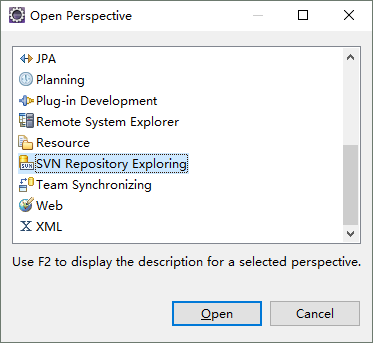 Open Perspective
JPA
Planning
Plug-in Development
Remote System Explorer
Resource
SVN Repository Exploring
Team Synchronizing
Web
XML
Use F2 to display the description for a selected perspective.
Open
Cancel